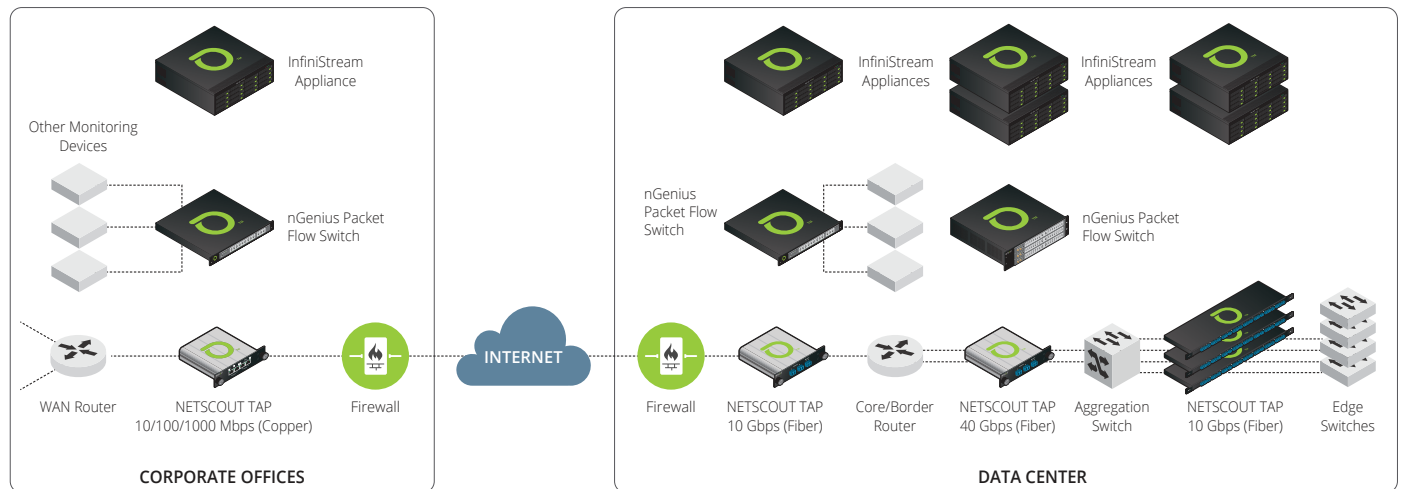 InfiniStream
Appliance
Other Monitoring
Devices
nGenius Packet
Flow Switch
WAN Router
NETSCOUT TAP
10/100/1000 Mbps (Copper)
Firewall
CORPORATE OFFICES
INTERNET
InfiniStream
Appliances
InfiniStream
Appliances
nGenius
Packet Flow
Switch
nGenius Packet
Flow Switch
Firewall
NETSCOUT TAP
10 Gbps (Fiber)
Core/Border
Router
NETSCOUT TAP
40 Gbps (Fiber)
Aggregation
Switch
NETSCOUT TAP
10 Gbps (Fiber)
Edge
Switches
DATA CENTER